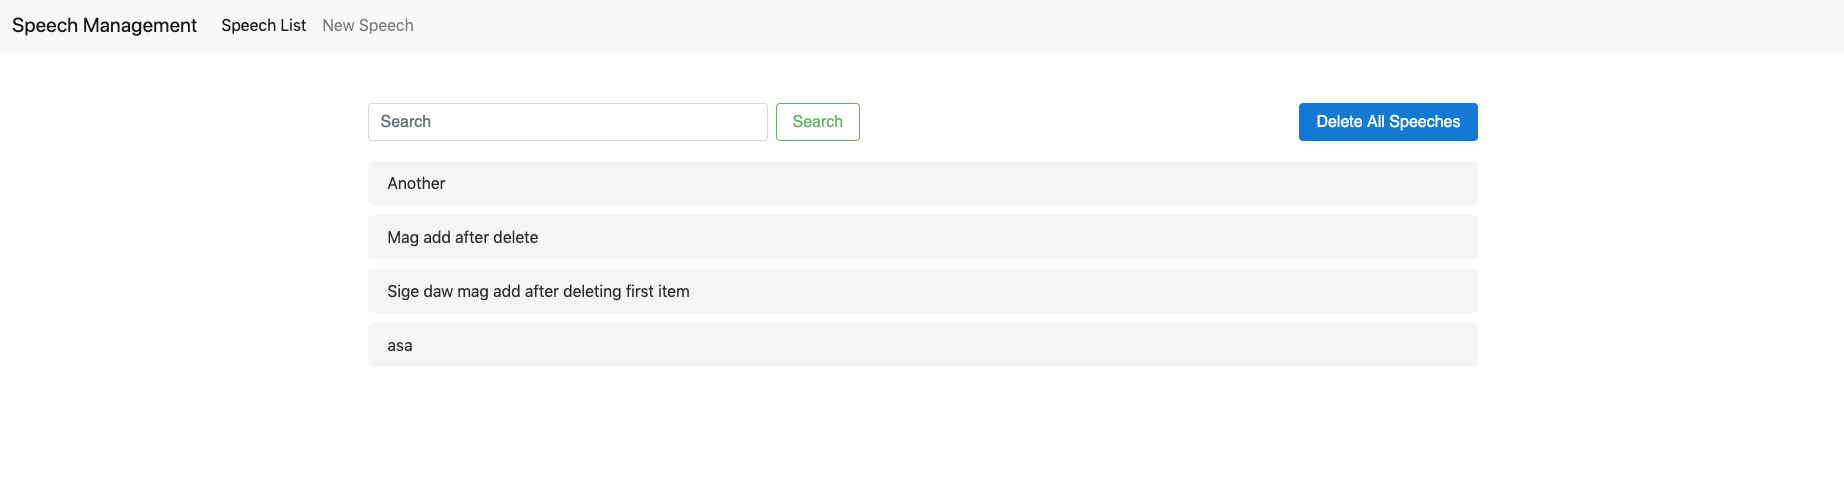 Speech Management Speech List New Speech
Search Search Delete All Speeches
Another
Mag add after delete
Sige daw mag add after deleting first item
asa